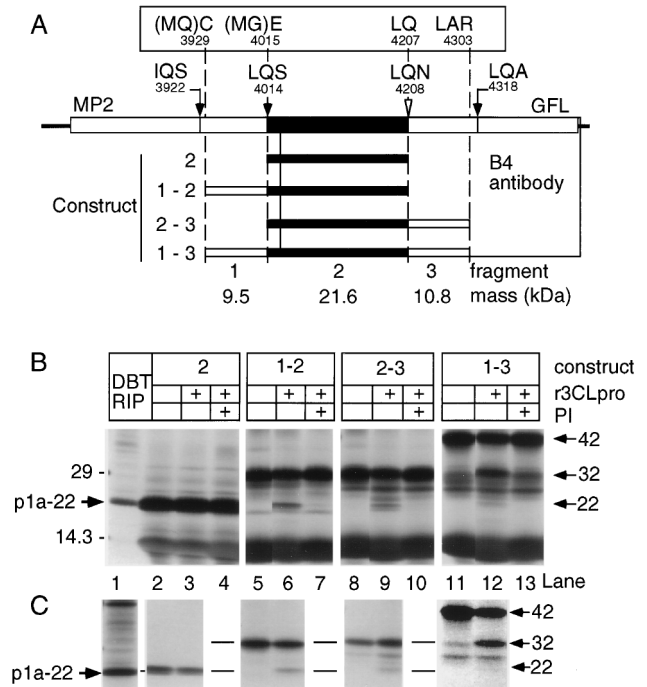 A
(MQ)C (MG)E LQ LAR
3929 4015 4207 4303
IQS LQS LQN LQA
3922 4014 4208 4318
MP2 GFL
2 B4
1 - 2 antibody
Construct
2 - 3
1 - 3
1 2 3 fragment
9.5 21.6 10.8 mass (kDa)
B
2 1-2 2-3 1-3 construct
DBT
RIP
+ + + + + + + + r3CLpro
+ + + + PI
42
29 - 32
p1a-22 22
14.3 -
1 2 3 4 5 6 7 8 9 10 11 12 13 Lane
C
42
32
p1a-22 22